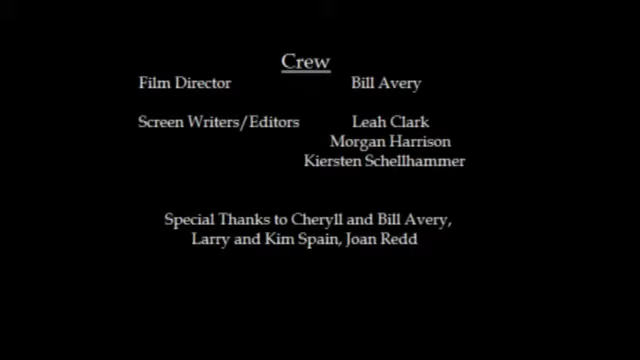 Crew
Film Director Bill Avery
Screen Writers/Editors Leah Clark
Morgan Harrison
Kiersten Schellhammer
Special Thanks to Cheryll and Bill Avery,
Larry and Kim Spain, Joan Redd